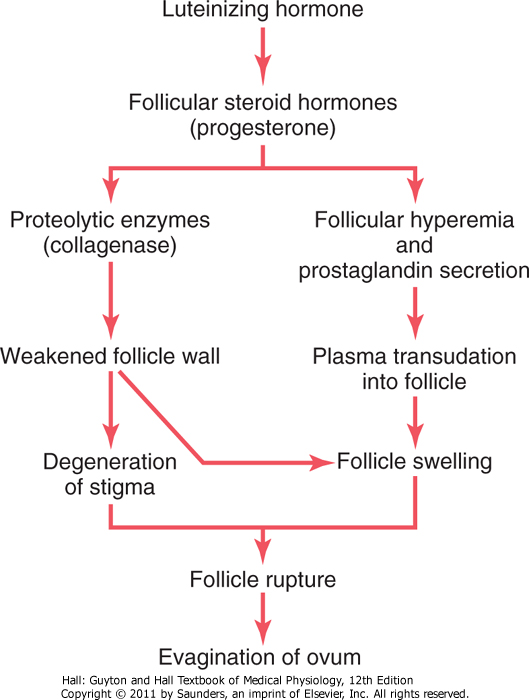 Luteinizing hormone
Follicular steroid hormones
(progesterone)
Proteolytic enzymes
(collagenase)
Follicular hyperemia
and
prostaglandin secretion
Weakened follicle wall
Plasma transudation
into follicle
Degeneration
of stigma
Follicle swelling
Follicle rupture
Evagination of ovum
Hall: Guyton and Hall Textbook of Medical Physiology, 12th Edition
Copyright © 2011 by Saunders, an imprint of Elsevier, Inc. All rights reserved.